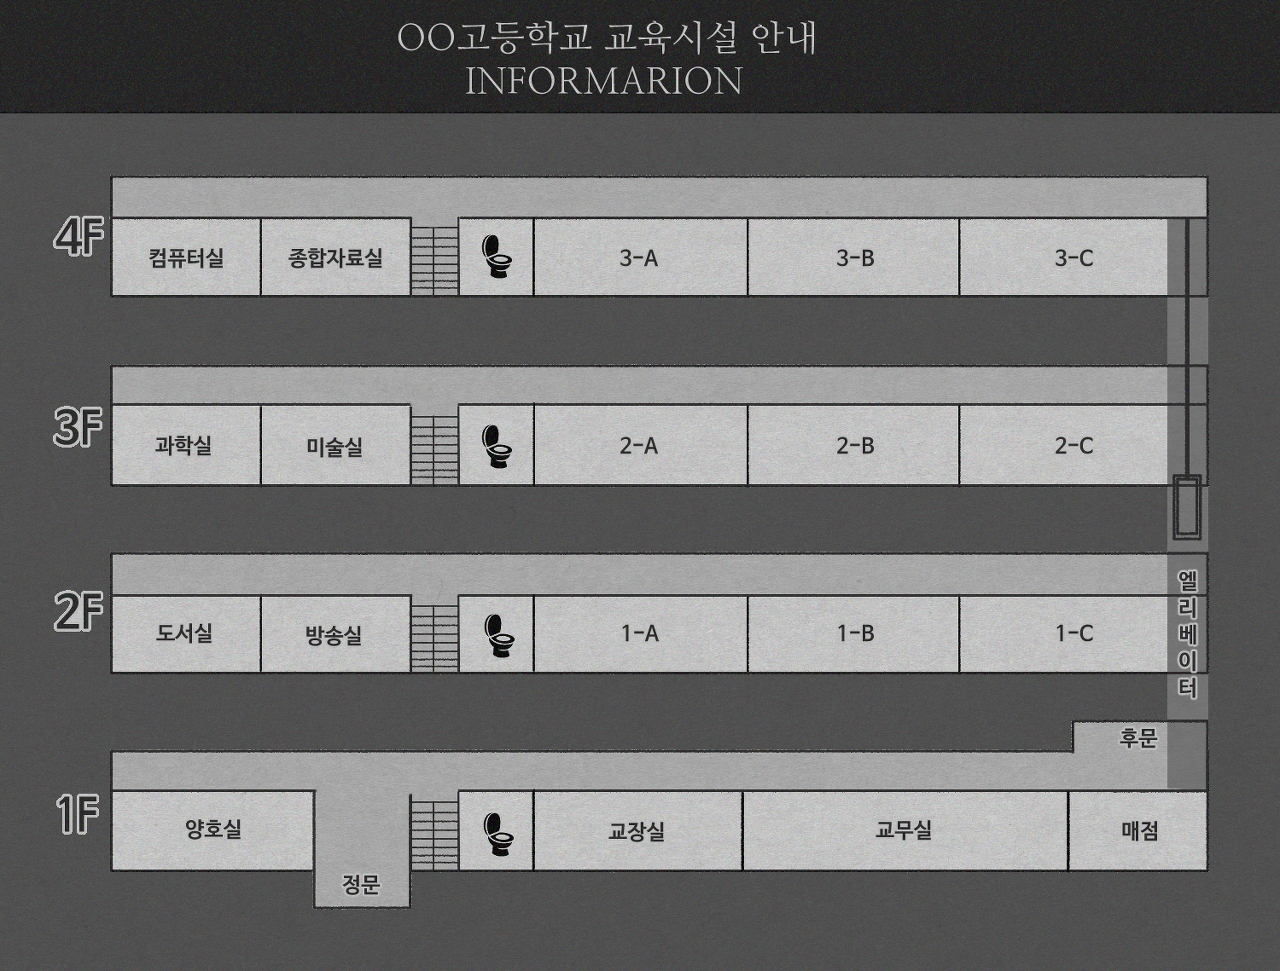 OO고등학교 교육시설 안내
INFORMARION
4F
컴퓨터실
종합자료실
3-A
3-B
3-C
3F
과학실
미술실
2-A
2-B
2-C
2F
도서실
방송실
1-A
1-B
1-C
엘리베이터
후문
1F
양호실
정문
교장실
교무실
매점